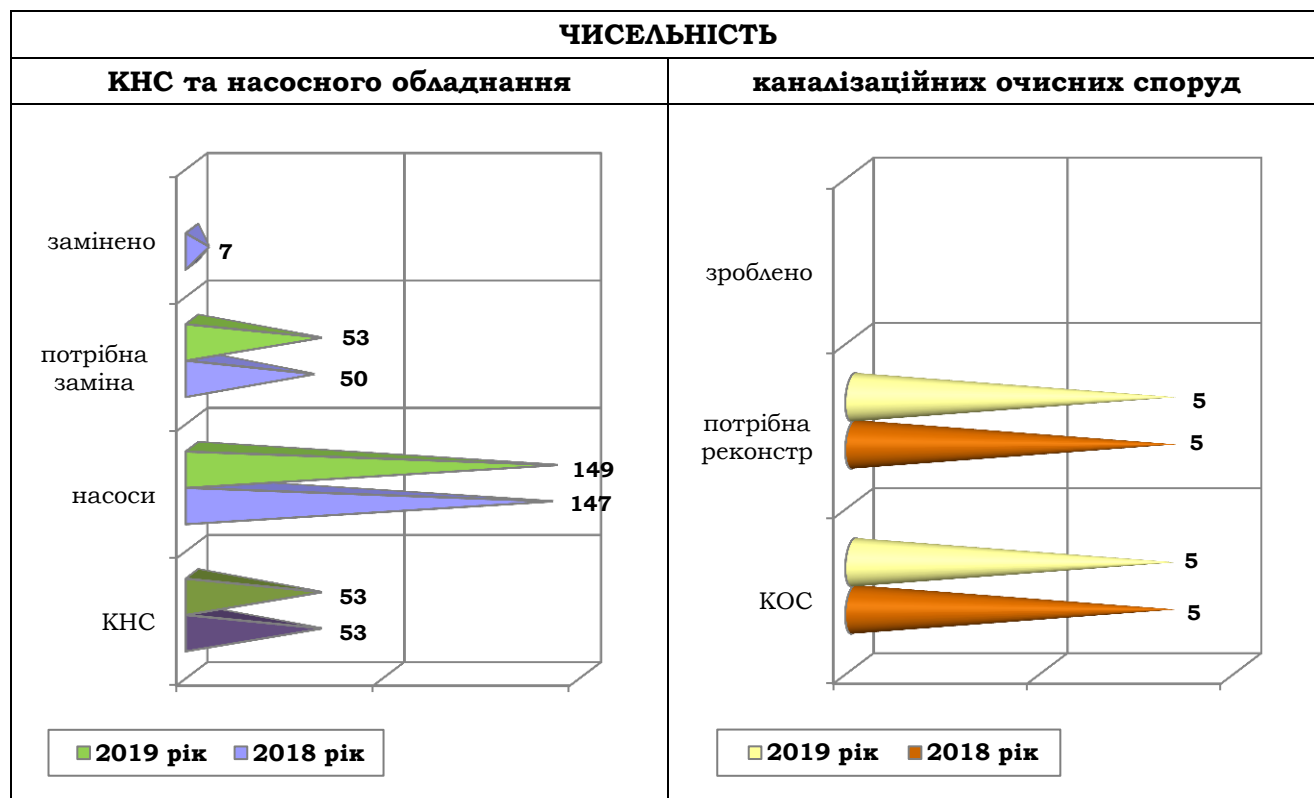 ЧИСЕЛЬНІСТЬ
КНС та насосного обладнання
каналізаційних очисних споруд
замінено
7
потрібна
заміна
53
50
насоси
149
147
КНС
53
53
2019 рік
2018 рік
зроблено
потрібна
реконстр
5
5
КОС
5
5
2019 рік
2018 рік